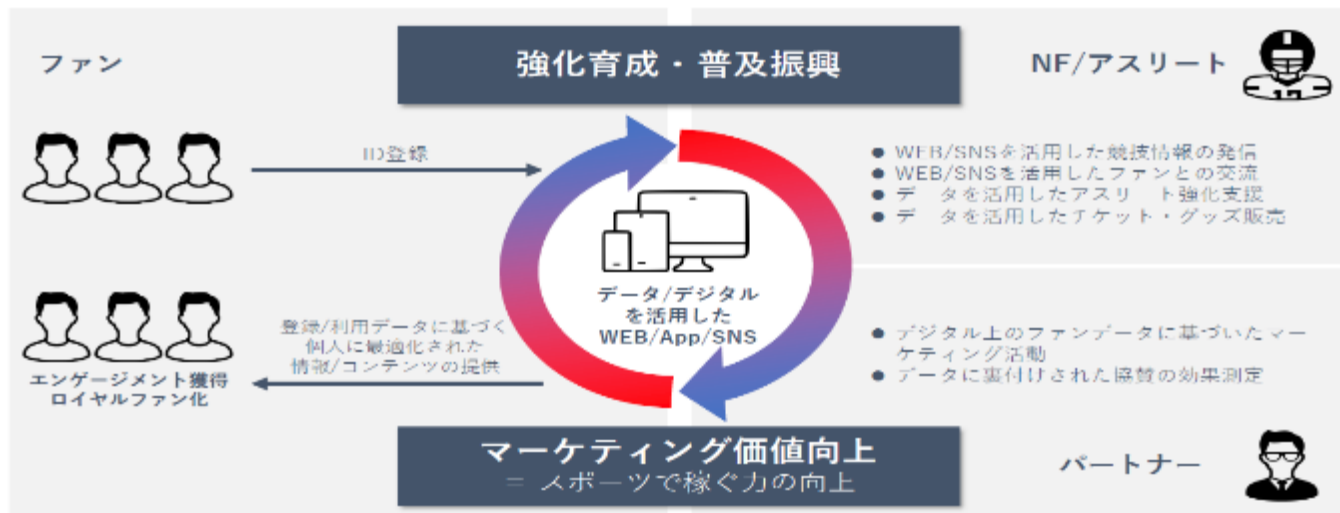 ファン
強化育成・普及振興
NF/アスリート
ID登録
● WEB/SNSを活用した競技情報の発信
● WEB/SNSを活用したファンとの交流
● データを活用したアスリート強化支援
● データを活用したチケット・グッズ販売
データ/デジタル
を活用した
WEB/App/SNS
登録/利用データに基づく
個人に最適化された
情報/コンテンツの提供
エンゲージメント獲得
ロイヤルファン化
● デジタル上のファンデータに基づいたマー
ケティング活動
● データに裏付けされた協賛の効果測定
マーケティング価値向上
= スポーツで稼ぐ力の向上
パートナー